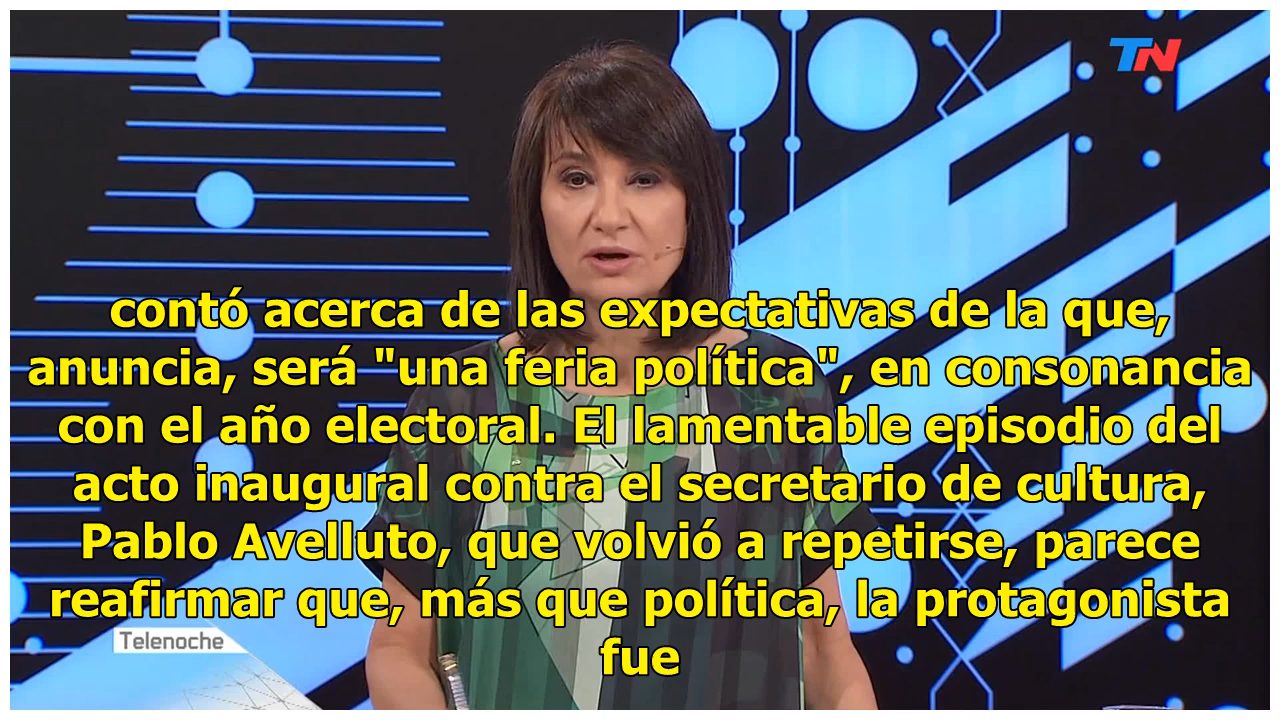 TN
contó acerca de las expectativas de la que,
anuncia, será "una feria política", en consonancia
con el año electoral. El lamentable episodio del
acto inaugural contra el secretario de cultura,
Pablo Avelluto, que volvió a repetirse, parece
reafirmar que, más que política, la protagonista
fue
Telenoche